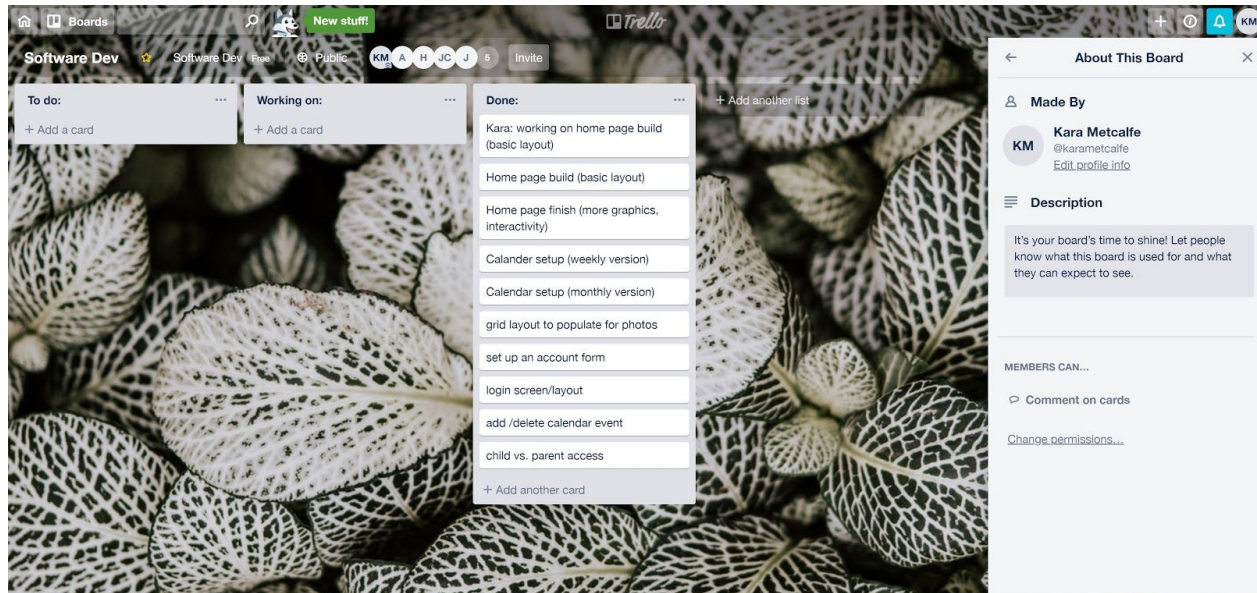 Boards
New stuff!
Trello
KM
Software Dev
Software Dev Free
Public
KM A H JC J 5
Invite
To do: ...
+ Add a card
Working on: ...
+ Add a card
Done: ...
Kara: working on home page build
(basic layout)
Home page build (basic layout)
Home page finish (more graphics,
interactivity)
Calander setup (weekly version)
Calendar setup (monthly version)
grid layout to populate for photos
set up an account form
login screen/layout
add /delete calendar event
child vs. parent access
+ Add another card
+ Add another list
About This Board
Made By
KM
Kara Metcalfe
@karametcalfe
Edit profile info
Description
It's your board's time to shine! Let people
know what this board is used for and what
they can expect to see.
MEMBERS CAN...
Comment on cards
Change permissions...